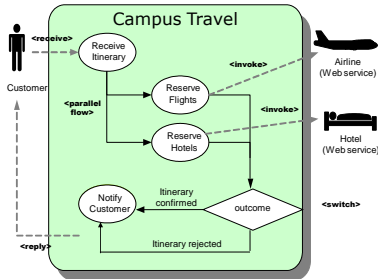 Campus Travel
<receive>
Receive
Itinerary
Customer
<invoke>
Airline
(Web service)
<parallel
flow>
Reserve
Flights
<invoke>
Reserve
Hotels
Hotel
(Web service)
Notify
Customer
Itinerary
confirmed
outcome
<switch>
<reply>
Itinerary rejected